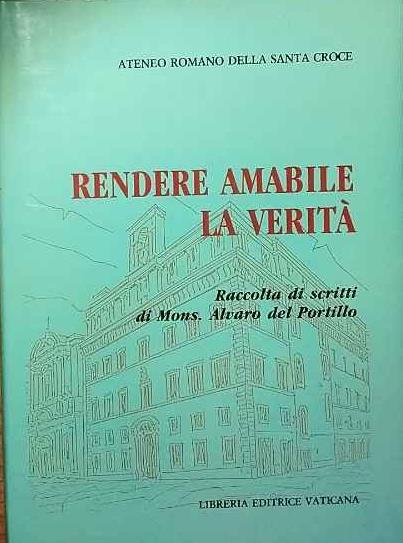 ATENEO ROMANO DELLA SANTA CROCE
RENDERE AMABILE
LA VERITÀ
Raccolta di scritti
di Mons. Alvaro del Portillo
LIBRERIA EDITRICE VATICANA